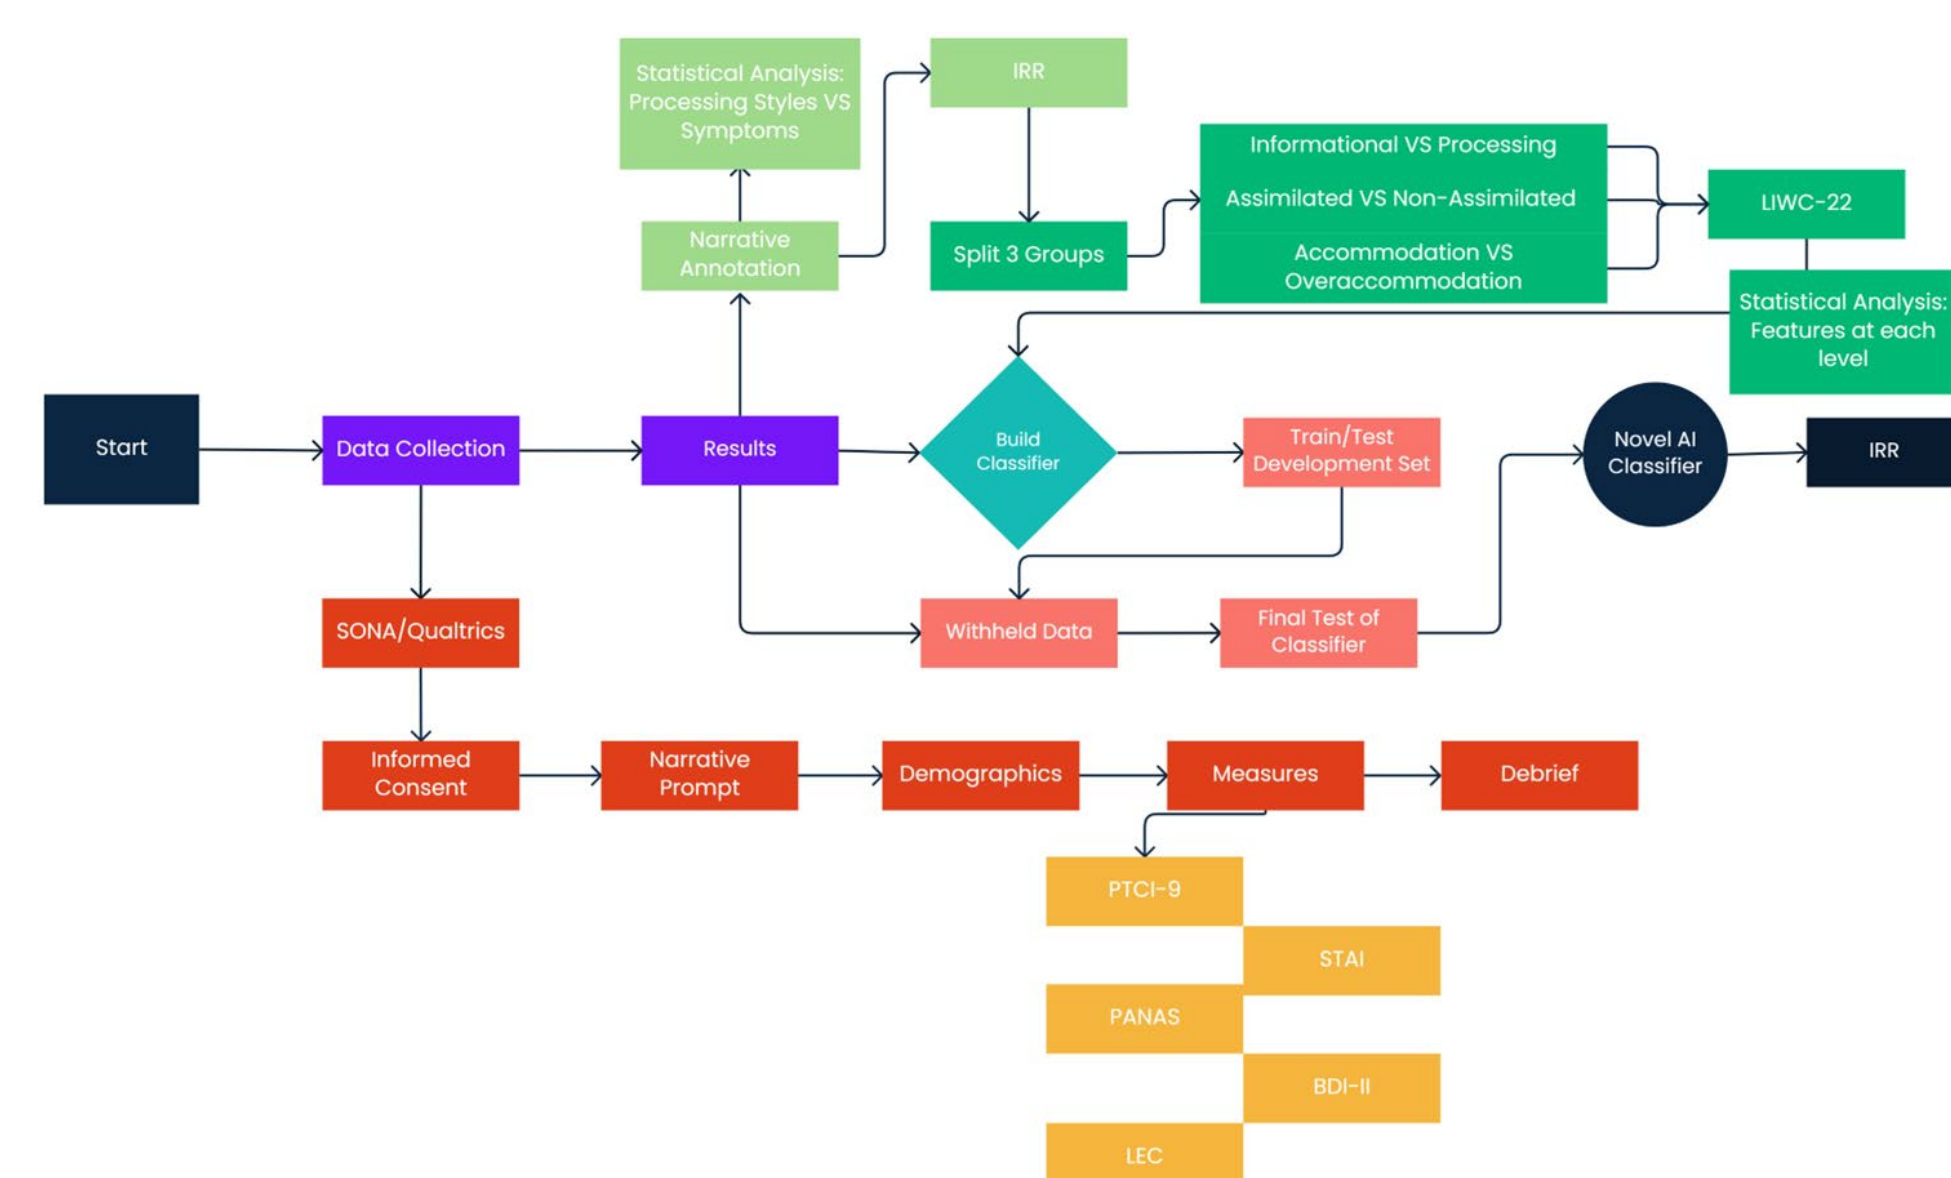 Statistical Analysis:
Processing Styles VS
Symptoms
IRR
Informational VS Processing
Assimilated VS Non-Assimilated
Accommodation VS
Overaccommodation
LIWC-22
Narrative
Annotation
Split 3 Groups
Statistical Analysis:
Features at each
level
Start
Data Collection
Results
Build
Classifier
Train/Test
Development Set
Novel AI
Classifier
IRR
SONA/Qualtrics
Withheld Data
Final Test of
Classifier
Informed
Consent
Narrative
Prompt
Demographics
Measures
Debrief
PTCI-9
STAI
PANAS
BDI-II
LEC